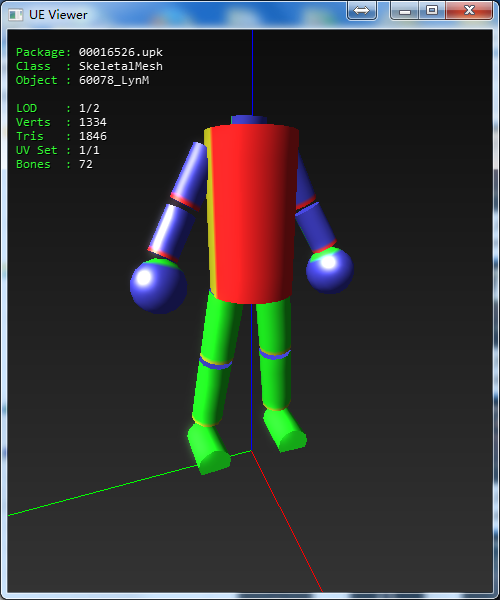 UE Viewer
Package: 00016526.upk
Class : SkeletalMesh
Object : 60078_LynM
LOD : 1/2
Verts : 1334
Tris : 1846
UV Set : 1/1
Bones : 72